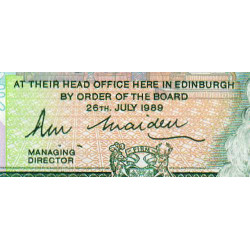 AT THEIR HEAD OFFICE HERE IN EDINBURGH
BY ORDER OF THE BOARD
26TH. JULY 1989
MANAGING
DIRECTOR